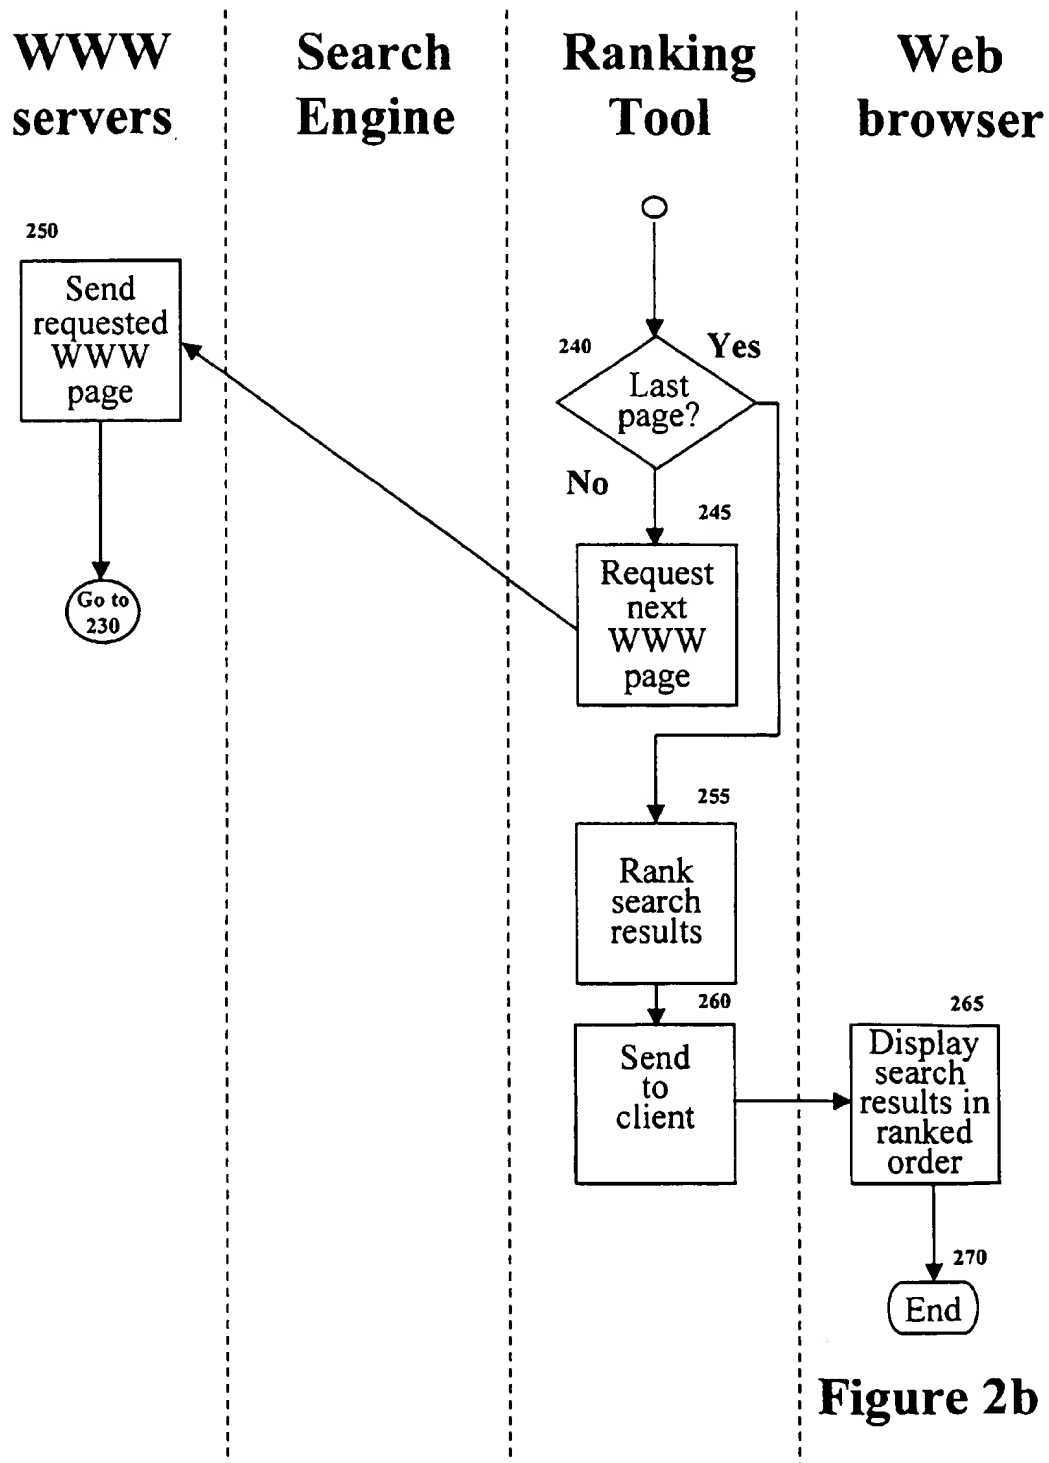 WWW
servers
Search
Engine
Ranking
Tool
Web
browser
250
Send
requested
WWW
page
Go to
230
240
Yes
Last
page?
No
245
Request
next
WWW
page
255
Rank
search
results
260
Send
to
client
265
Display
search
results in
ranked
order
270
End
Figure 2b